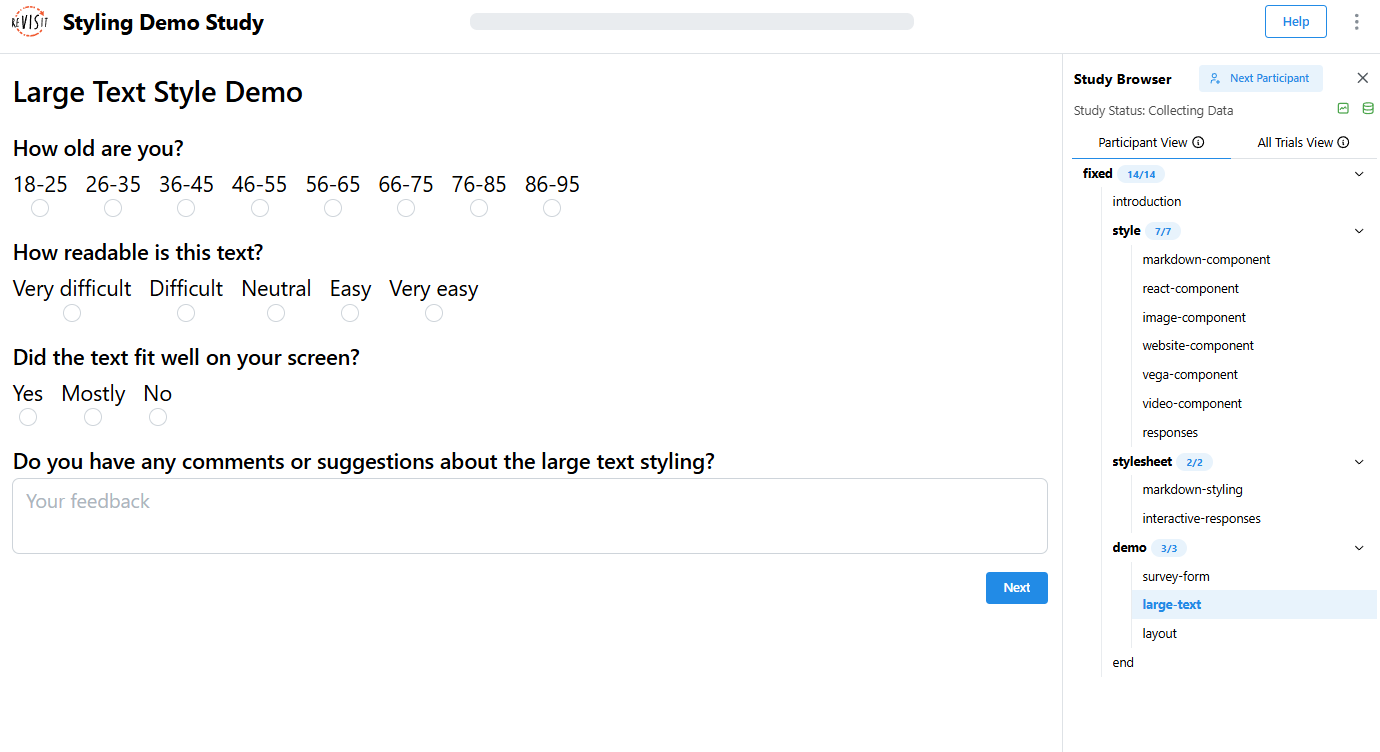 reVISit
Styling Demo Study
Help
Large Text Style Demo
How old are you?
18-25 26-35 36-45 46-55 56-65 66-75 76-85 86-95
How readable is this text?
Very difficult Difficult Neutral Easy Very easy
Did the text fit well on your screen?
Yes Mostly No
Do you have any comments or suggestions about the large text styling?
Your feedback
Next
Study Browser
Next Participant
Study Status: Collecting Data
Participant View All Trials View
fixed 14/14
introduction
style 7/7
markdown-component
react-component
image-component
website-component
vega-component
video-component
responses
stylesheet 2/2
markdown-styling
interactive-responses
demo 3/3
survey-form
large-text
layout
end